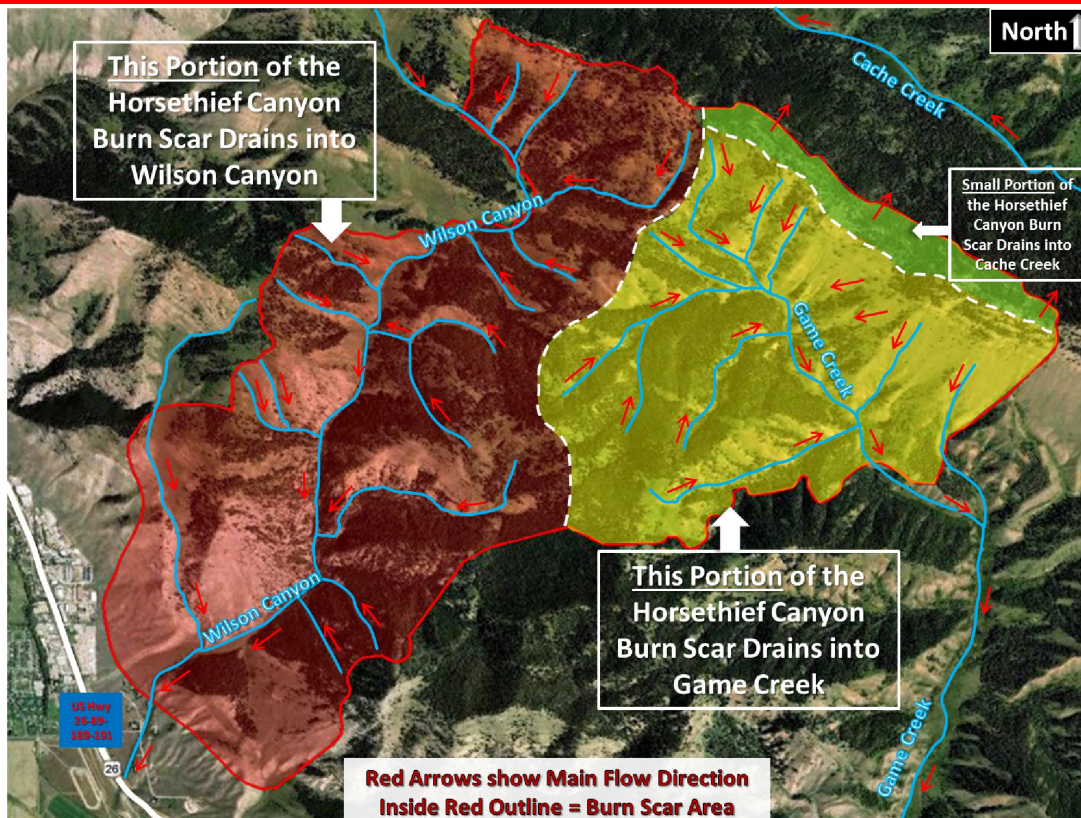 This Portion of the
Horsethief Canyon
Burn Scar Drains into
Wilson Canyon
North
Cache Creek
Small Portion of
the Horsethief
Canyon Burn
Scar Drains into
Cache Creek
Wilson Canyon
Game Creek
Wilson Canyon
This Portion of the
Horsethief Canyon
Burn Scar Drains into
Game Creek
US Hwy
26-89-
189-191
26
Game Creek
Red Arrows show Main Flow Direction
Inside Red Outline = Burn Scar Area